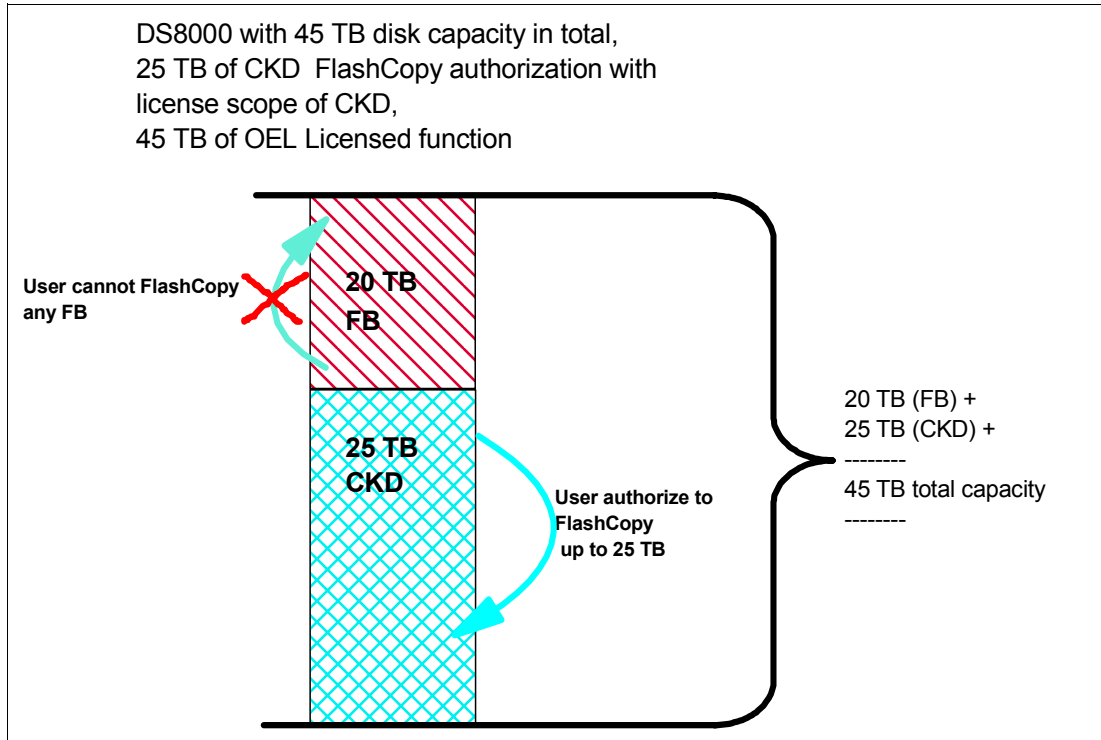 DS8000 with 45 TB disk capacity in total,
25 TB of CKD FlashCopy authorization with
license scope of CKD,
45 TB of OEL Licensed function
User cannot FlashCopy
any FB
20 TB
FB
25 TB
CKD
User authorize to
FlashCopy
up to 25 TB
20 TB (FB) +
25 TB (CKD) +
--------
45 TB total capacity
--------